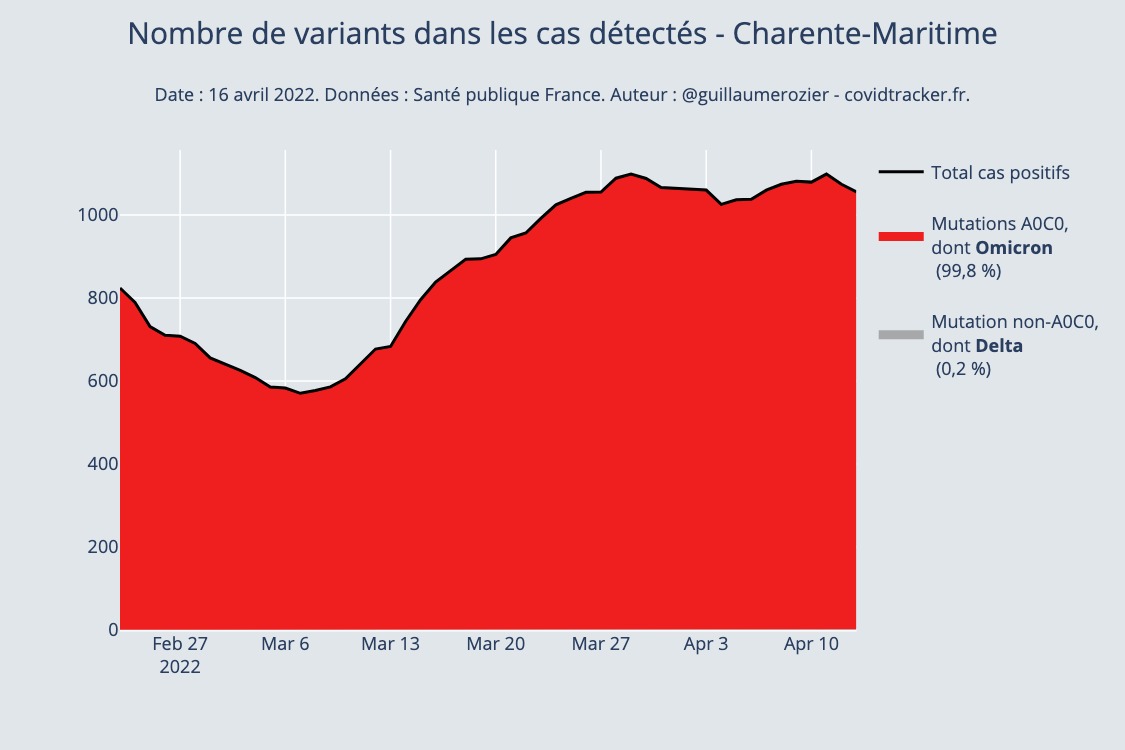 Nombre de variants dans les cas détectés - Charente-Maritime
Date : 16 avril 2022. Données : Santé publique France. Auteur : @guillaumerozier - covidtracker.fr.
Total cas positifs
Mutations A0C0,
dont Omicron
(99,8 %)
Mutation non-A0C0,
dont Delta
(0,2 %)
1000
800
600
400
200
0
Feb 27
2022
Mar 6
Mar 13
Mar 20
Mar 27
Apr 3
Apr 10